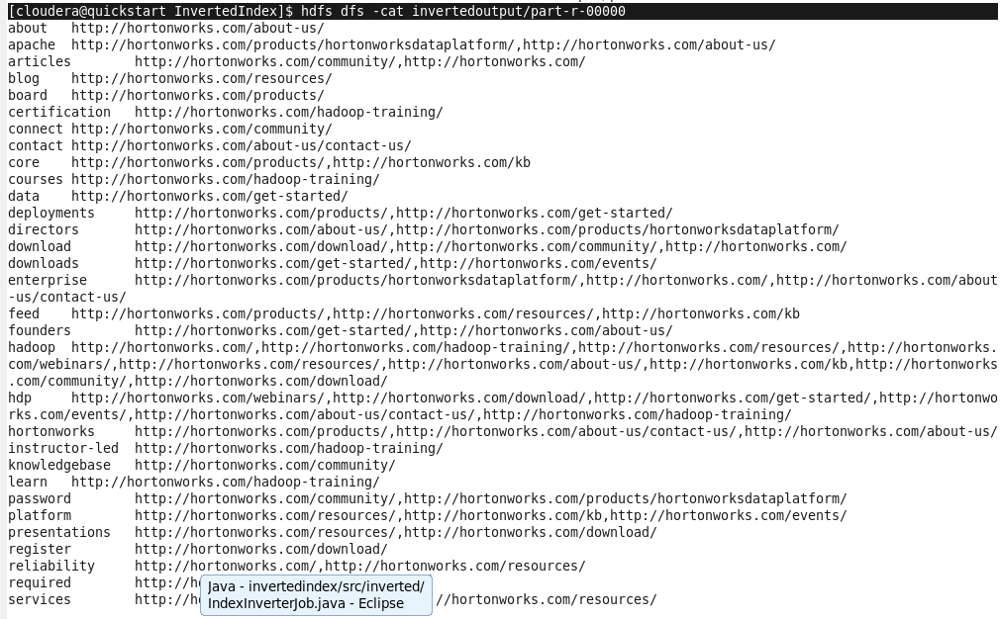 [cloudera@quickstart InvertedIndex]$ hdfs dfs -cat invertedoutput/part-r-00000
about http://hortonworks.com/about-us/
apache http://hortonworks.com/products/hortonworksdataplatform/,http://hortonworks.com/about-us/
articles http://hortonworks.com/community/,http://hortonworks.com/
blog http://hortonworks.com/resources/
board http://hortonworks.com/products/
certification http://hortonworks.com/hadoop-training/
connect http://hortonworks.com/community/
contact http://hortonworks.com/about-us/contact-us/
core http://hortonworks.com/products/,http://hortonworks.com/kb
courses http://hortonworks.com/hadoop-training/
data http://hortonworks.com/get-started/
deployments http://hortonworks.com/products/,http://hortonworks.com/get-started/
directors http://hortonworks.com/about-us/,http://hortonworks.com/products/hortonworksdataplatform/
download http://hortonworks.com/download/,http://hortonworks.com/community/,http://hortonworks.com/
downloads http://hortonworks.com/get-started/,http://hortonworks.com/events/
enterprise http://hortonworks.com/products/hortonworksdataplatform/,http://hortonworks.com/,http://hortonworks.com/about
-us/contact-us/
feed http://hortonworks.com/products/,http://hortonworks.com/resources/,http://hortonworks.com/kb
founders http://hortonworks.com/get-started/,http://hortonworks.com/about-us/
hadoop http://hortonworks.com/,http://hortonworks.com/hadoop-training/,http://hortonworks.com/resources/,http://hortonworks.
com/webinars/,http://hortonworks.com/resources/,http://hortonworks.com/about-us/,http://hortonworks.com/kb,http://hortonworks
.com/community/,http://hortonworks.com/download/
hdp http://hortonworks.com/webinars/,http://hortonworks.com/download/,http://hortonworks.com/get-started/,http://hortonwo
rks.com/events/,http://hortonworks.com/about-us/contact-us/,http://hortonworks.com/hadoop-training/
hortonworks http://hortonworks.com/products/,http://hortonworks.com/about-us/contact-us/,http://hortonworks.com/about-us/
instructor-led http://hortonworks.com/hadoop-training/
knowledgebase http://hortonworks.com/community/
learn http://hortonworks.com/hadoop-training/
password http://hortonworks.com/community/,http://hortonworks.com/products/hortonworksdataplatform/
platform http://hortonworks.com/resources/,http://hortonworks.com/kb,http://hortonworks.com/events/
presentations http://hortonworks.com/resources/,http://hortonworks.com/download/
register http://hortonworks.com/download/
reliability http://hortonworks.com/,http://hortonworks.com/resources/
required http://h
services http://h //hortonworks.com/resources/
Java - invertedindex/src/inverted/
IndexInverterJob.java - Eclipse